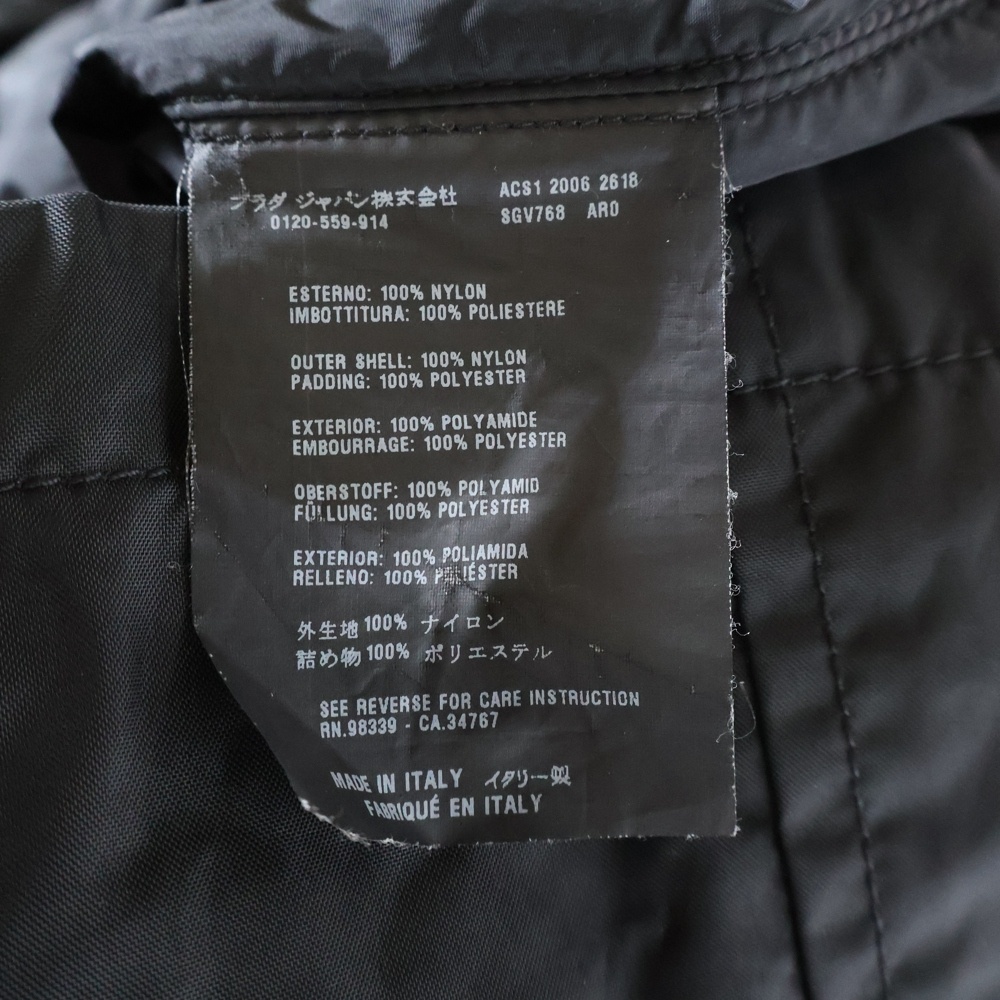 プラダ ジャパン株式会社
0120-559-914
ACS1 2006 2618
SGV768 ARO
ESTERNO: 100% NYLON
IMBOTTITURA: 100% POLIESTERE
OUTER SHELL: 100% NYLON
PADDING: 100% POLYESTER
EXTERIOR: 100% POLYAMIDE
EMBOURRAGE: 100% POLYESTER
OBERSTOFF: 100% POLYAMID
FÜLLUNG: 100% POLYESTER
EXTERIOR: 100% POLIAMIDA
RELLENO: 100% POLIÉSTER
外生地100% ナイロン
詰め物100% ポリエステル
SEE REVERSE FOR CARE INSTRUCTION
RN.98339 - CA.34767
MADE IN ITALY イタリー製
FABRIQUÉ EN ITALY